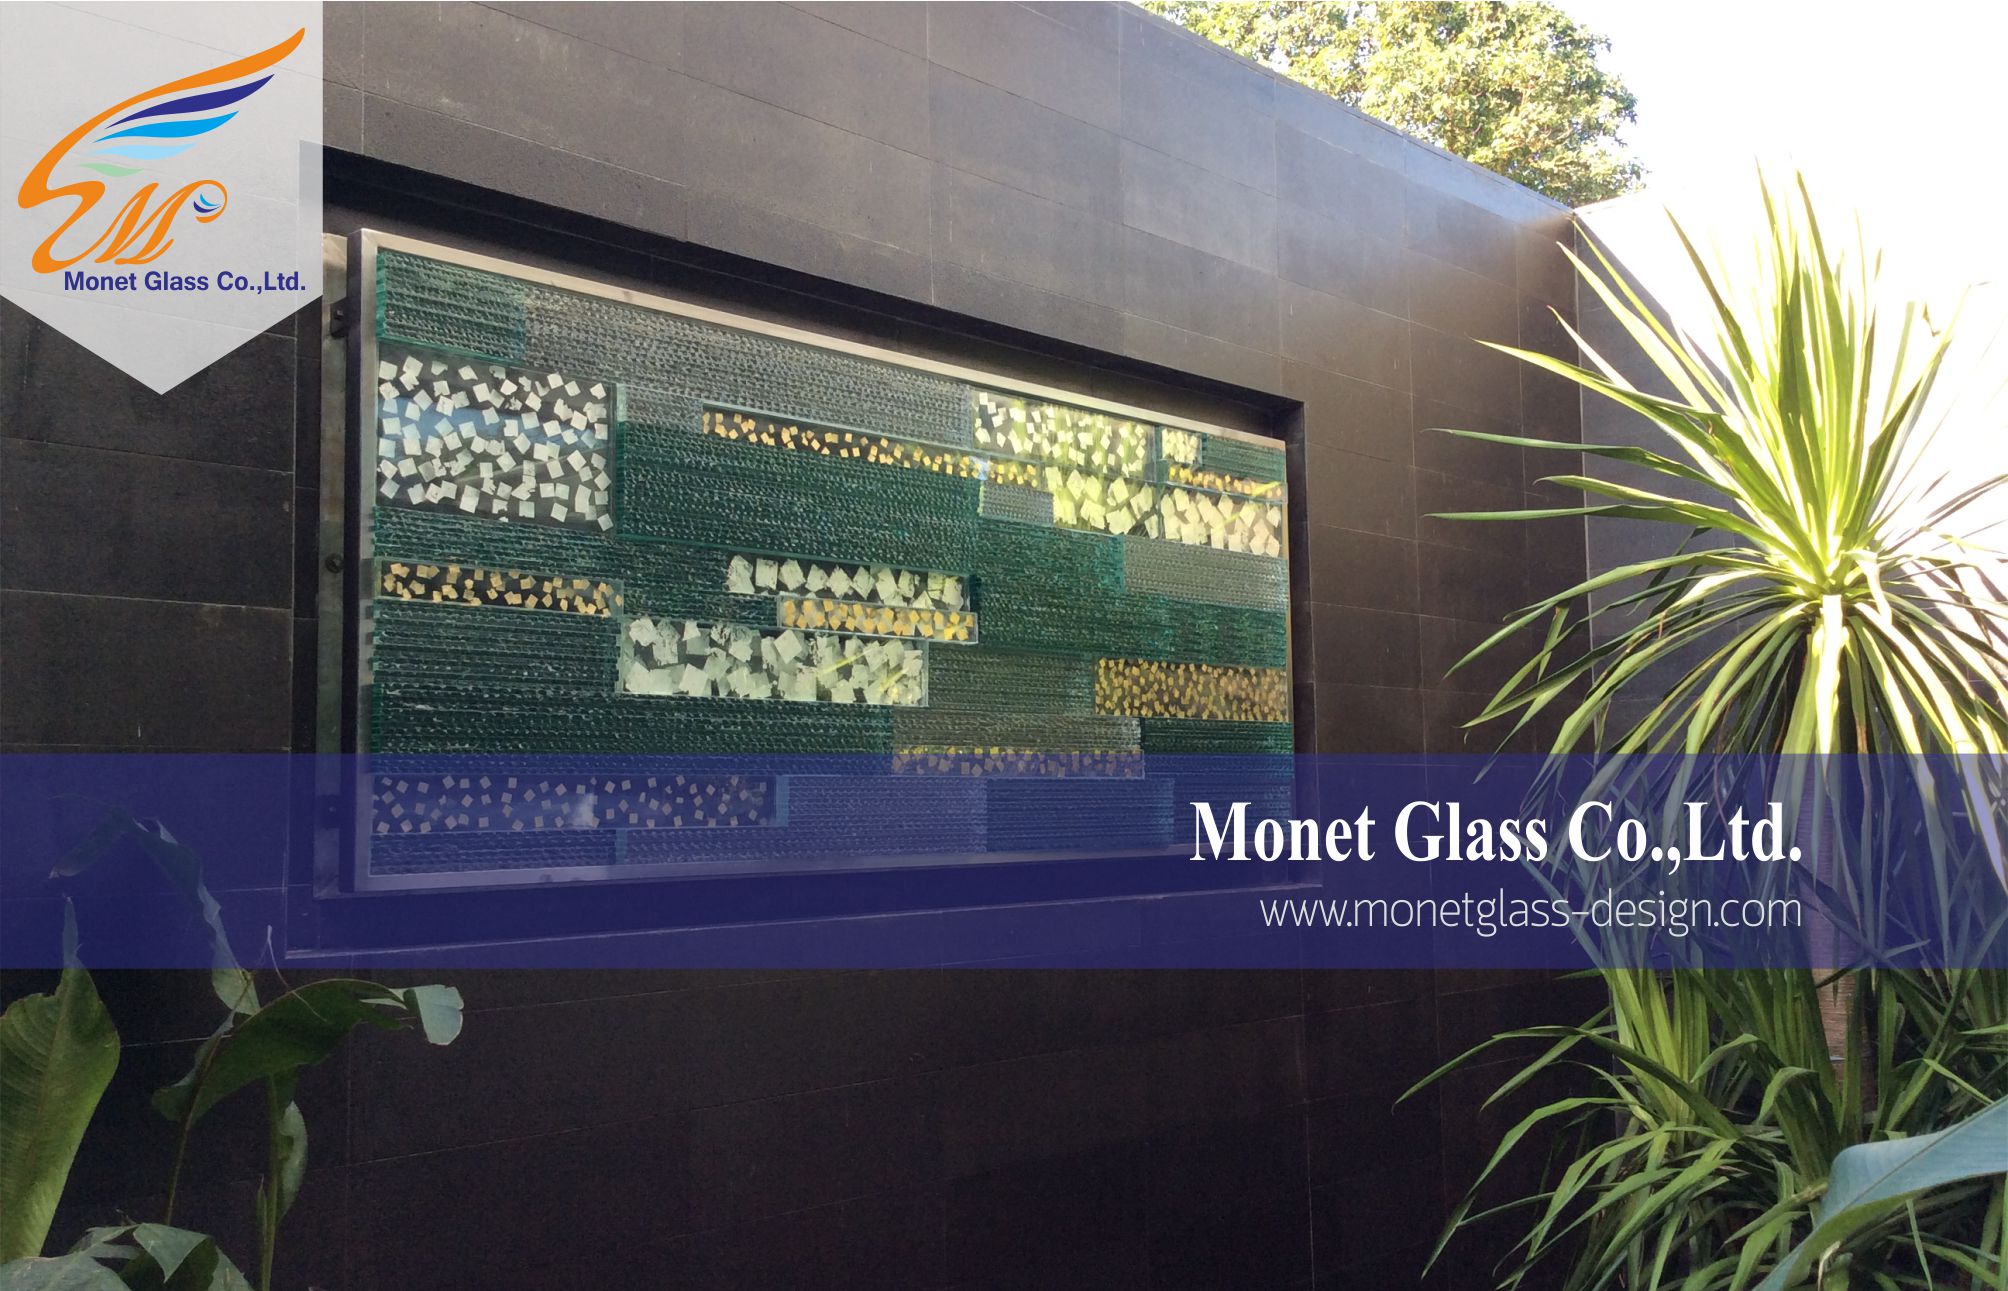 Monet Glass Co.,Ltd.
Monet Glass Co.,Ltd.
www.monetglass-design.com